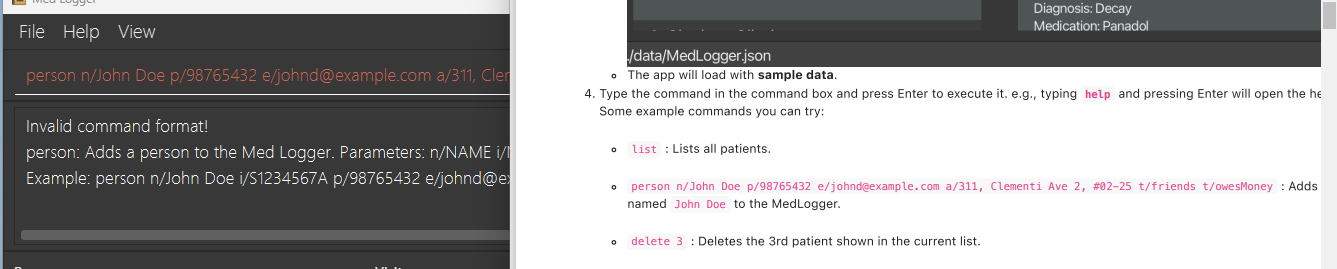 Med Logger
File Help View
person n/John Doe p/98765432 e/johnd@example.com a/311, Clem
Invalid command format!
person: Adds a person to the Med Logger. Parameters: n/NAME i/
Example: person n/John Doe i/S1234567A p/98765432 e/johnd@ex
Diagnosis: Decay
Medication: Panadol
./data/MedLogger.json
The app will load with sample data.
4. Type the command in the command box and press Enter to execute it. e.g., typing help and pressing Enter will open the he
Some example commands you can try:
list : Lists all patients.
person n/John Doe p/98765432 e/johnd@example.com a/311, Clementi Ave 2, #02-25 t/friends t/owesMoney : Adds
named John Doe to the MedLogger.
delete 3 : Deletes the 3rd patient shown in the current list.